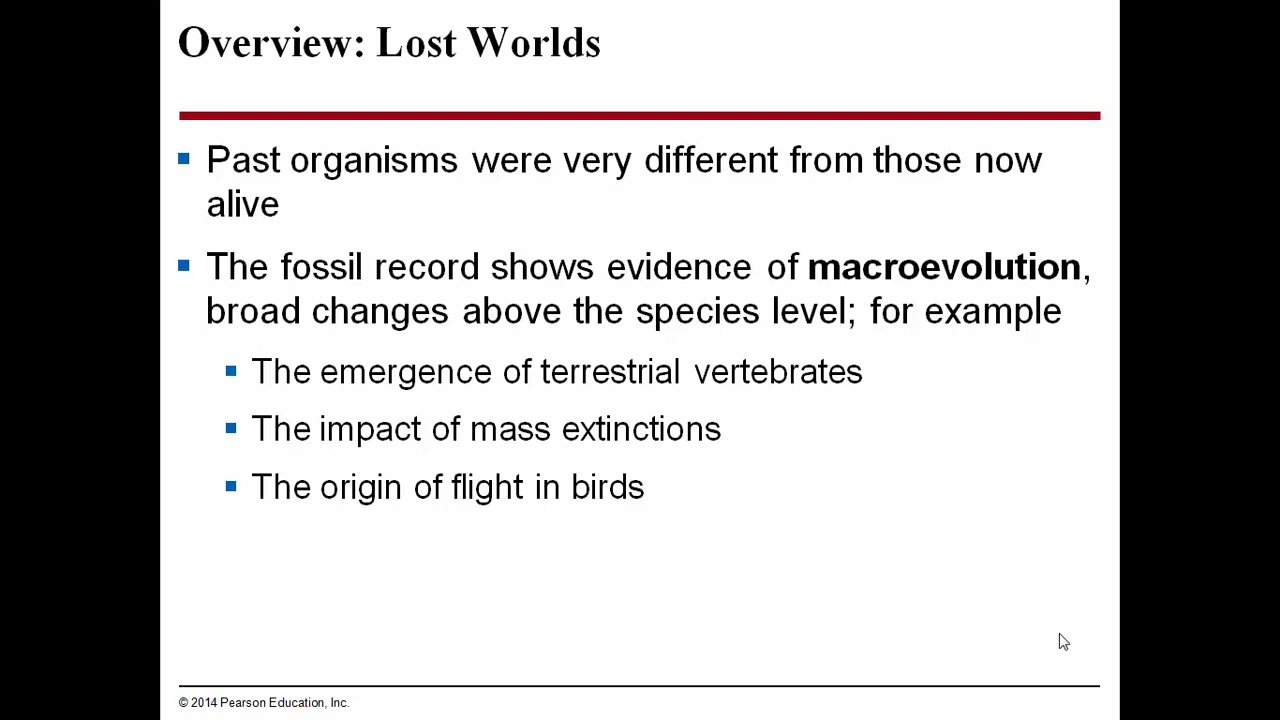 Overview: Lost Worlds
Past organisms were very different from those now
alive
The fossil record shows evidence of macroevolution,
broad changes above the species level; for example
The emergence of terrestrial vertebrates
The impact of mass extinctions
The origin of flight in birds
© 2014 Pearson Education, Inc.